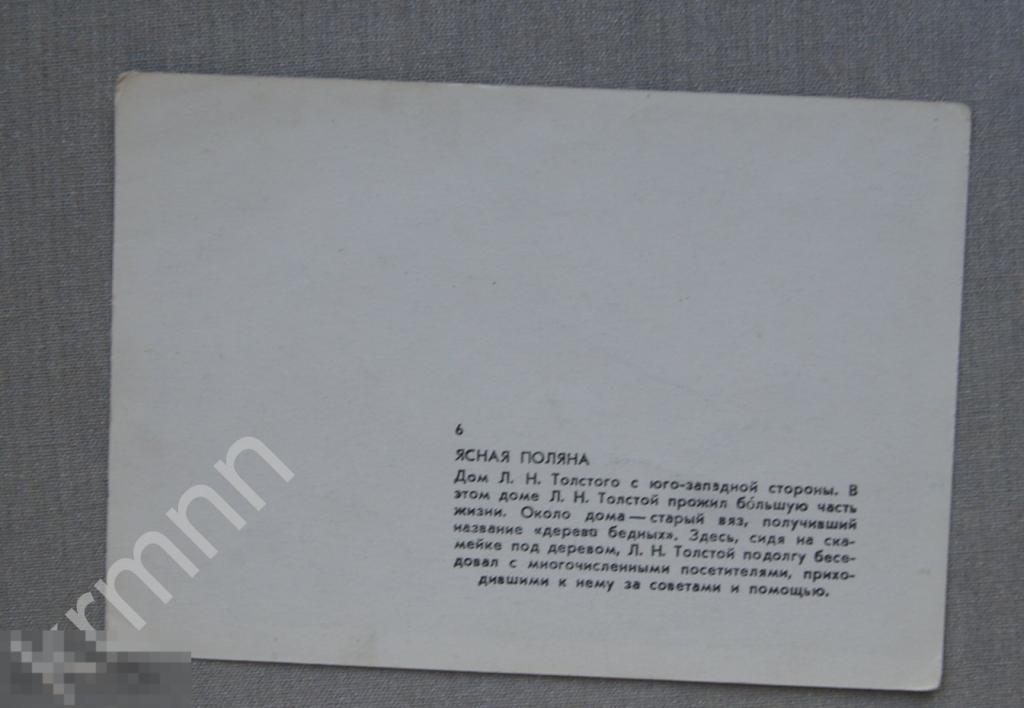 6
ЯСНАЯ ПОЛЯНА
Дом Л. Н. Толстого с юго-западной стороны. В
этом доме Л. Н. Толстой прожил бо́льшую часть
жизни. Около дома — старый вяз, получивший
название «дерева бедных». Здесь, сидя на ска-
мейке под деревом, Л. Н. Толстой подолгу бесе-
довал с многочисленными посетителями, прихо-
дившими к нему за советами и помощью.